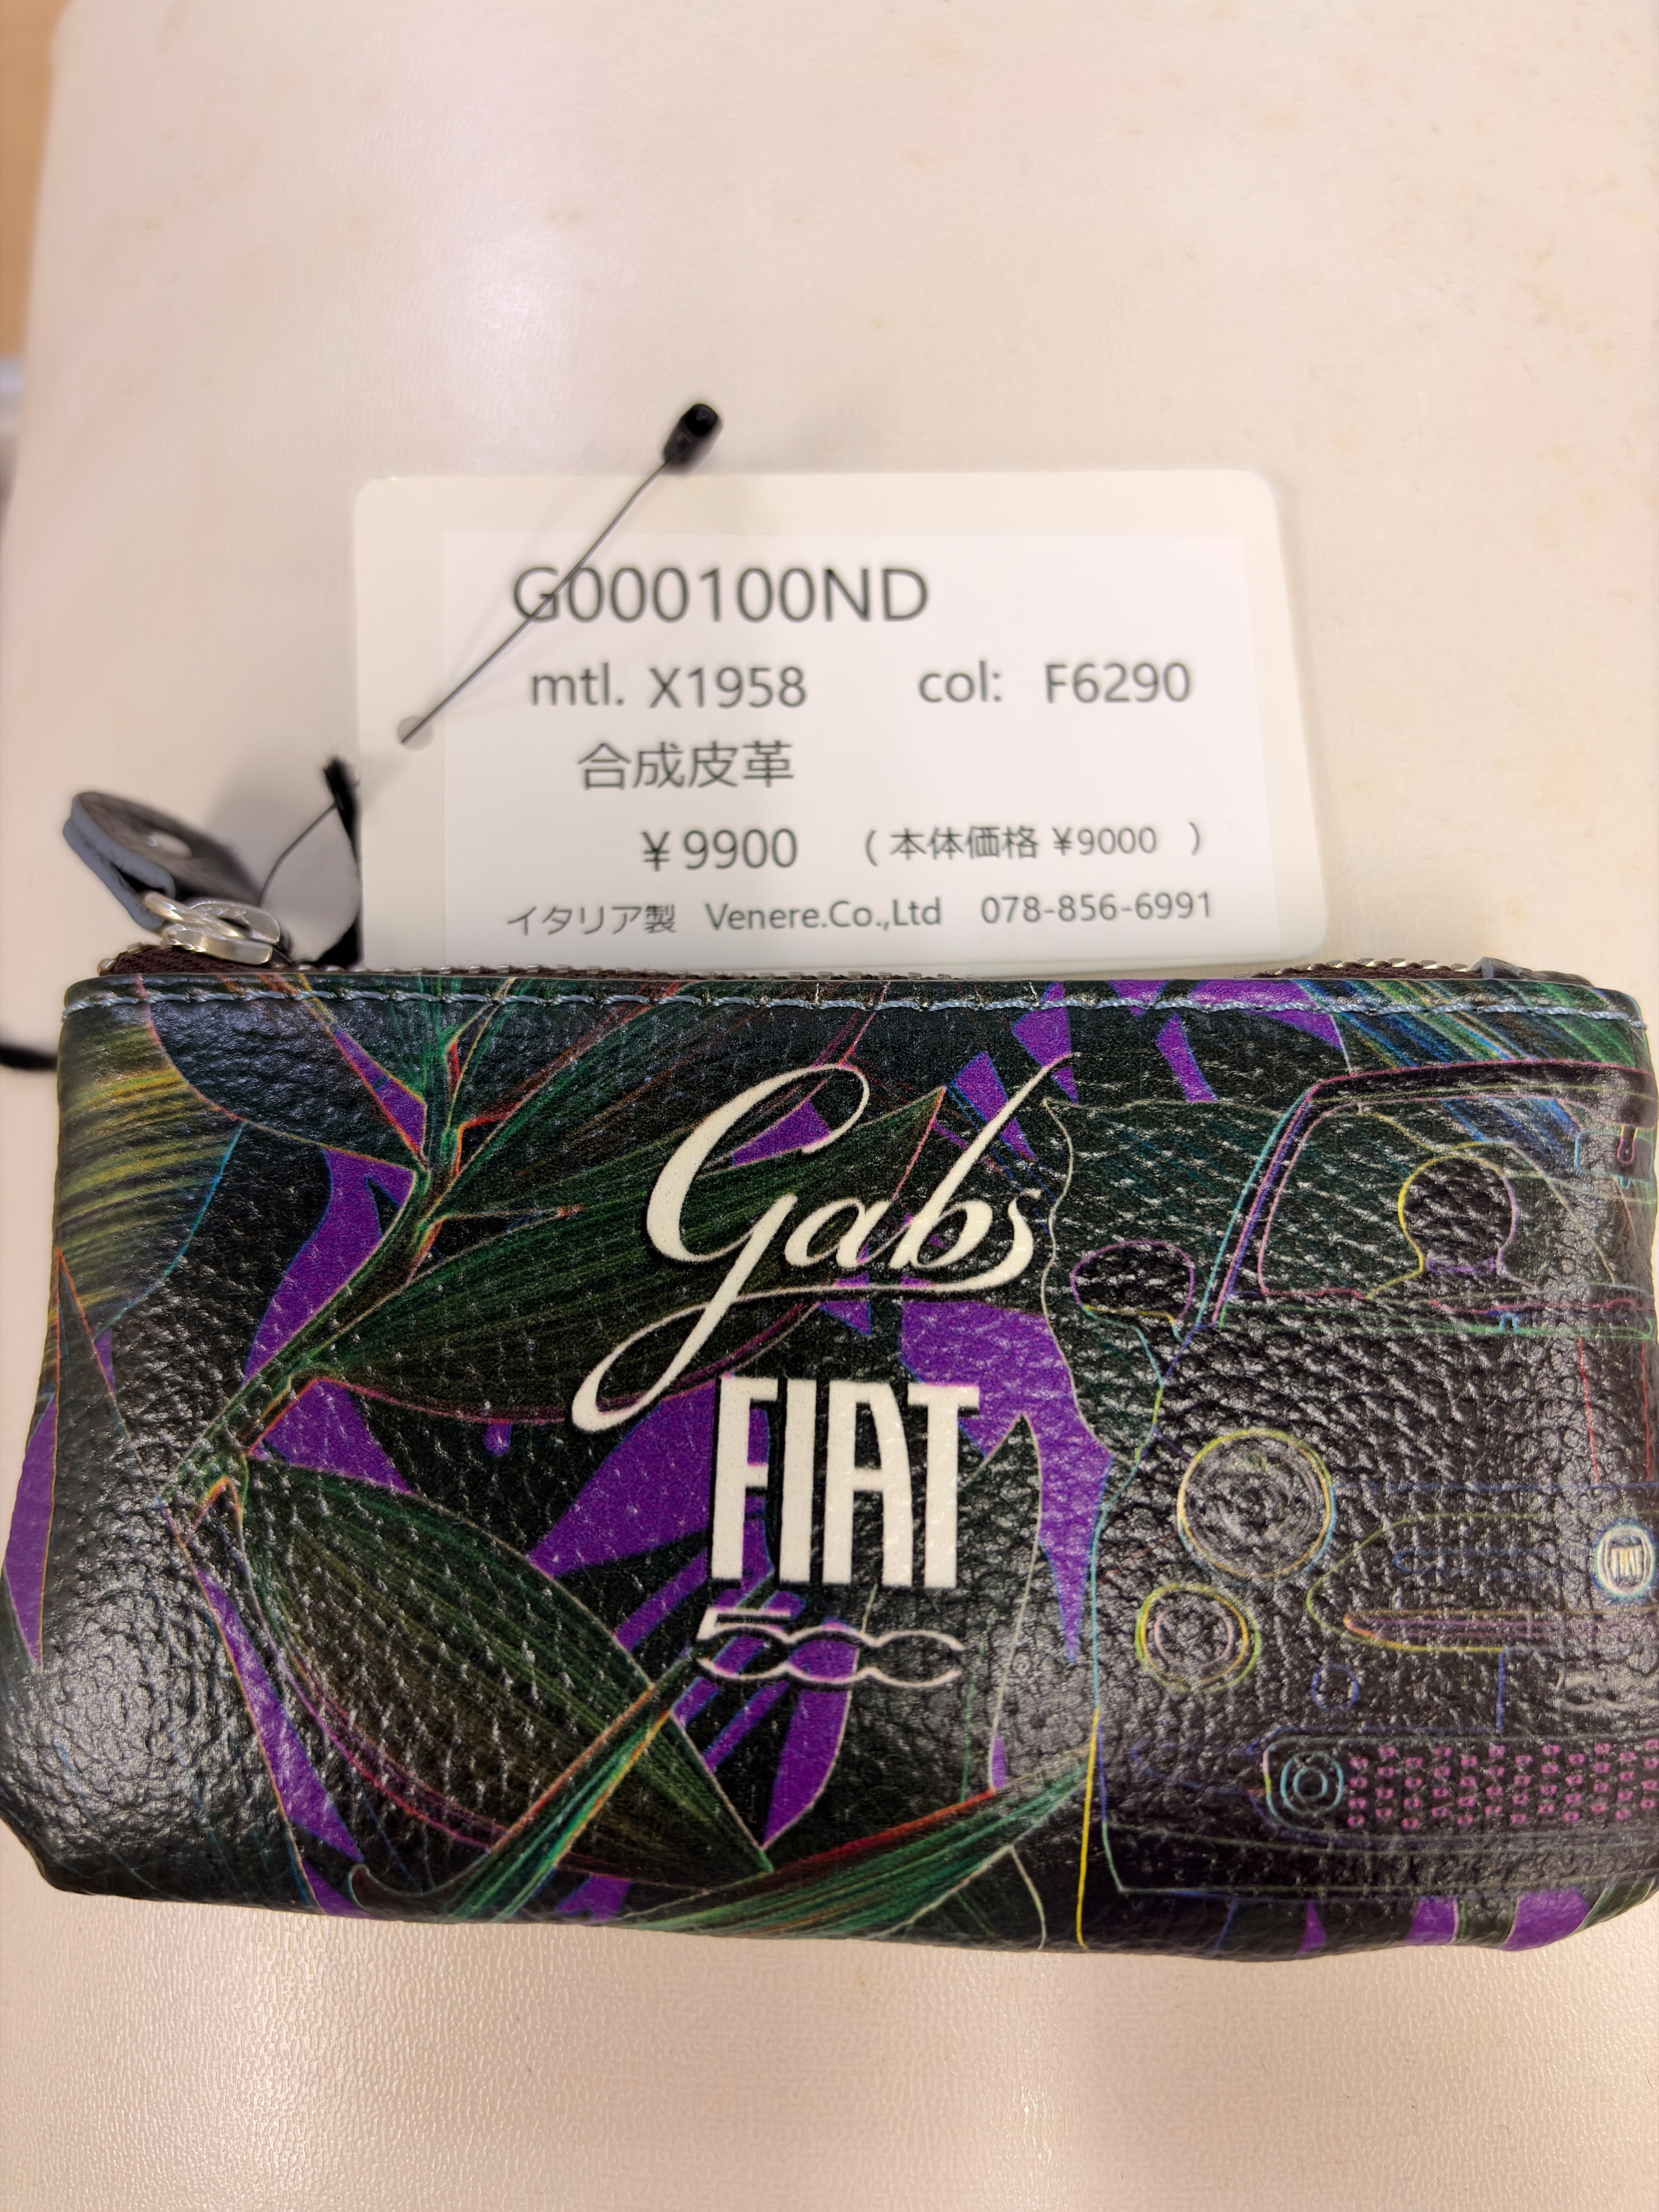 G000100ND
mtl. X1958 col: F6290
合成皮革
¥9900 (本体価格 ¥9000 )
イタリア製 Venere.Co.,Ltd 078-856-6991
Gabs
FIAT
500
FIAT